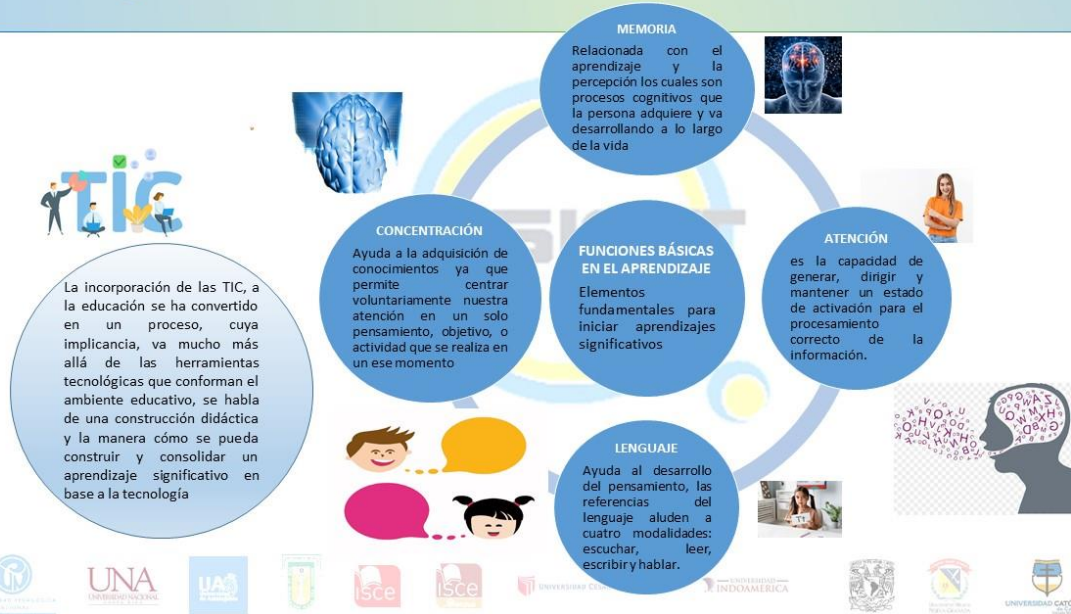 MEMORIA
Relacionada con el
aprendizaje y la
percepción los cuales son
procesos cognitivos que
la persona adquiere y va
desarrollando a lo largo
de la vida
TIC
CONCENTRACIÓN
Ayuda a la adquisición de
conocimientos ya que
permite centrar
voluntariamente nuestra
atención en un solo
pensamiento, objetivo, o
actividad que se realiza en
un ese momento
FUNCIONES BÁSICAS
EN EL APRENDIZAJE
Elementos
fundamentales para
iniciar aprendizajes
significativos
ATENCIÓN
es la capacidad de
generar, dirigir y
mantener un estado
de activación para el
procesamiento
correcto de la
información.
La incorporación de las TIC, a
la educación se ha convertido
en un proceso, cuya
implicancia, va mucho más
allá de las herramientas
tecnológicas que conforman el
ambiente educativo, se habla
de una construcción didáctica
y la manera cómo se pueda
construir y consolidar un
aprendizaje significativo en
base a la tecnología
LENGUAJE
Ayuda al desarrollo
del pensamiento, las
referencias del
lenguaje aluden a
cuatro modalidades:
escuchar, leer,
escribir y hablar.
UNA
UNIVERSIDAD NACIONAL
UAA
isce
isce
UNIVERSIDAD
UNIVERSIDAD
INDOAMÉRICA
UNIVERSIDAD CATÓ